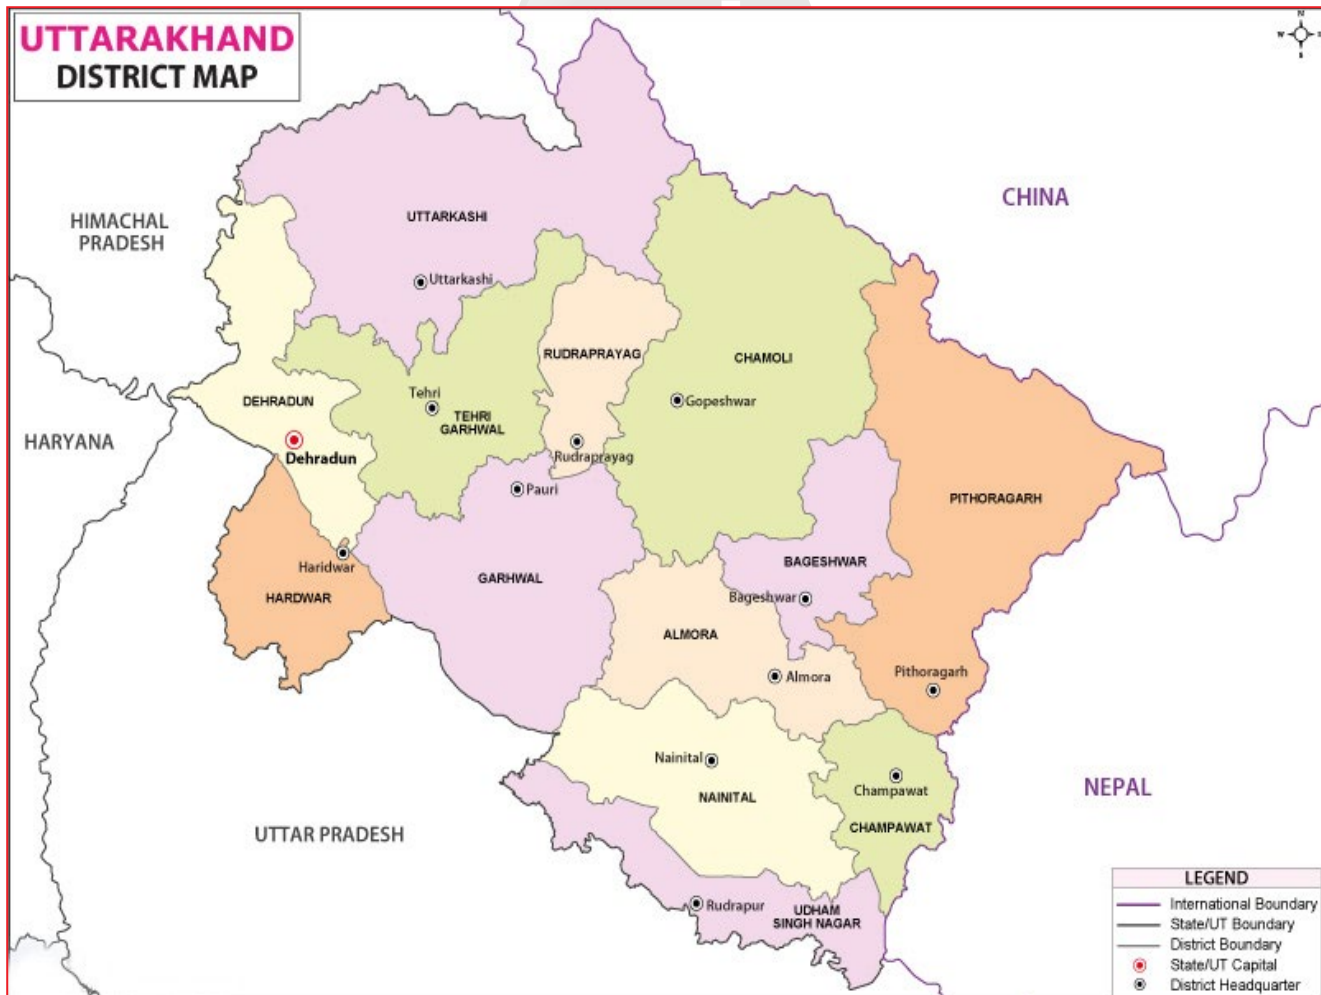 UTTARAKHAND
DISTRICT MAP
N
W
S
CHINA
HIMACHAL
PRADESH
UTTARKASHI
Uttarkashi
RUDRAPRAYAG
CHAMOLI
Tehri
DEHRADUN
Gopeshwar
TEHRI
GARHWAL
HARYANA
Dehradun
Rudraprayag
Pauri
PITHORAGARH
Haridwar
BAGESHWAR
GARHWAL
HARDWAR
Bageshwar
ALMORA
Almora
Pithoragarh
Nainital
Champawat
NEPAL
NAINITAL
CHAMPAWAT
UTTAR PRADESH
Rudrapur
UDHAM
SINGH NAGAR
LEGEND
International Boundary
State/UT Boundary
District Boundary
State/UT Capital
District Headquarter